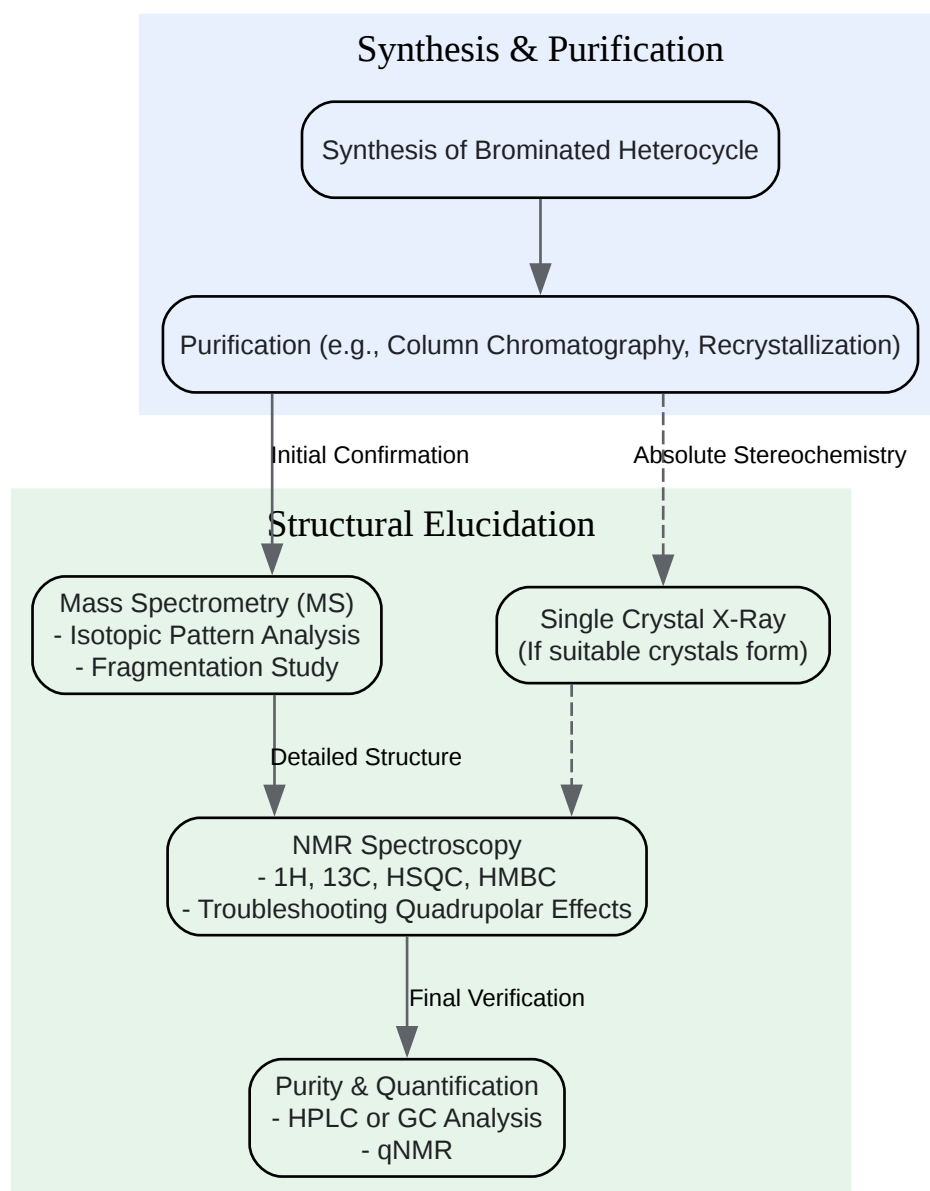 Synthesis & Purification
Synthesis of Brominated Heterocycle
Purification (e.g., Column Chromatography, Recrystallization)
Initial Confirmation
Absolute Stereochemistry
Structural Elucidation
Mass Spectrometry (MS)
- Isotopic Pattern Analysis
- Fragmentation Study
Single Crystal X-Ray
(If suitable crystals form)
Detailed Structure
NMR Spectroscopy
- 1H, 13C, HSQC, HMBC
- Troubleshooting Quadrupolar Effects
Final Verification
Purity & Quantification
- HPLC or GC Analysis
- qNMR